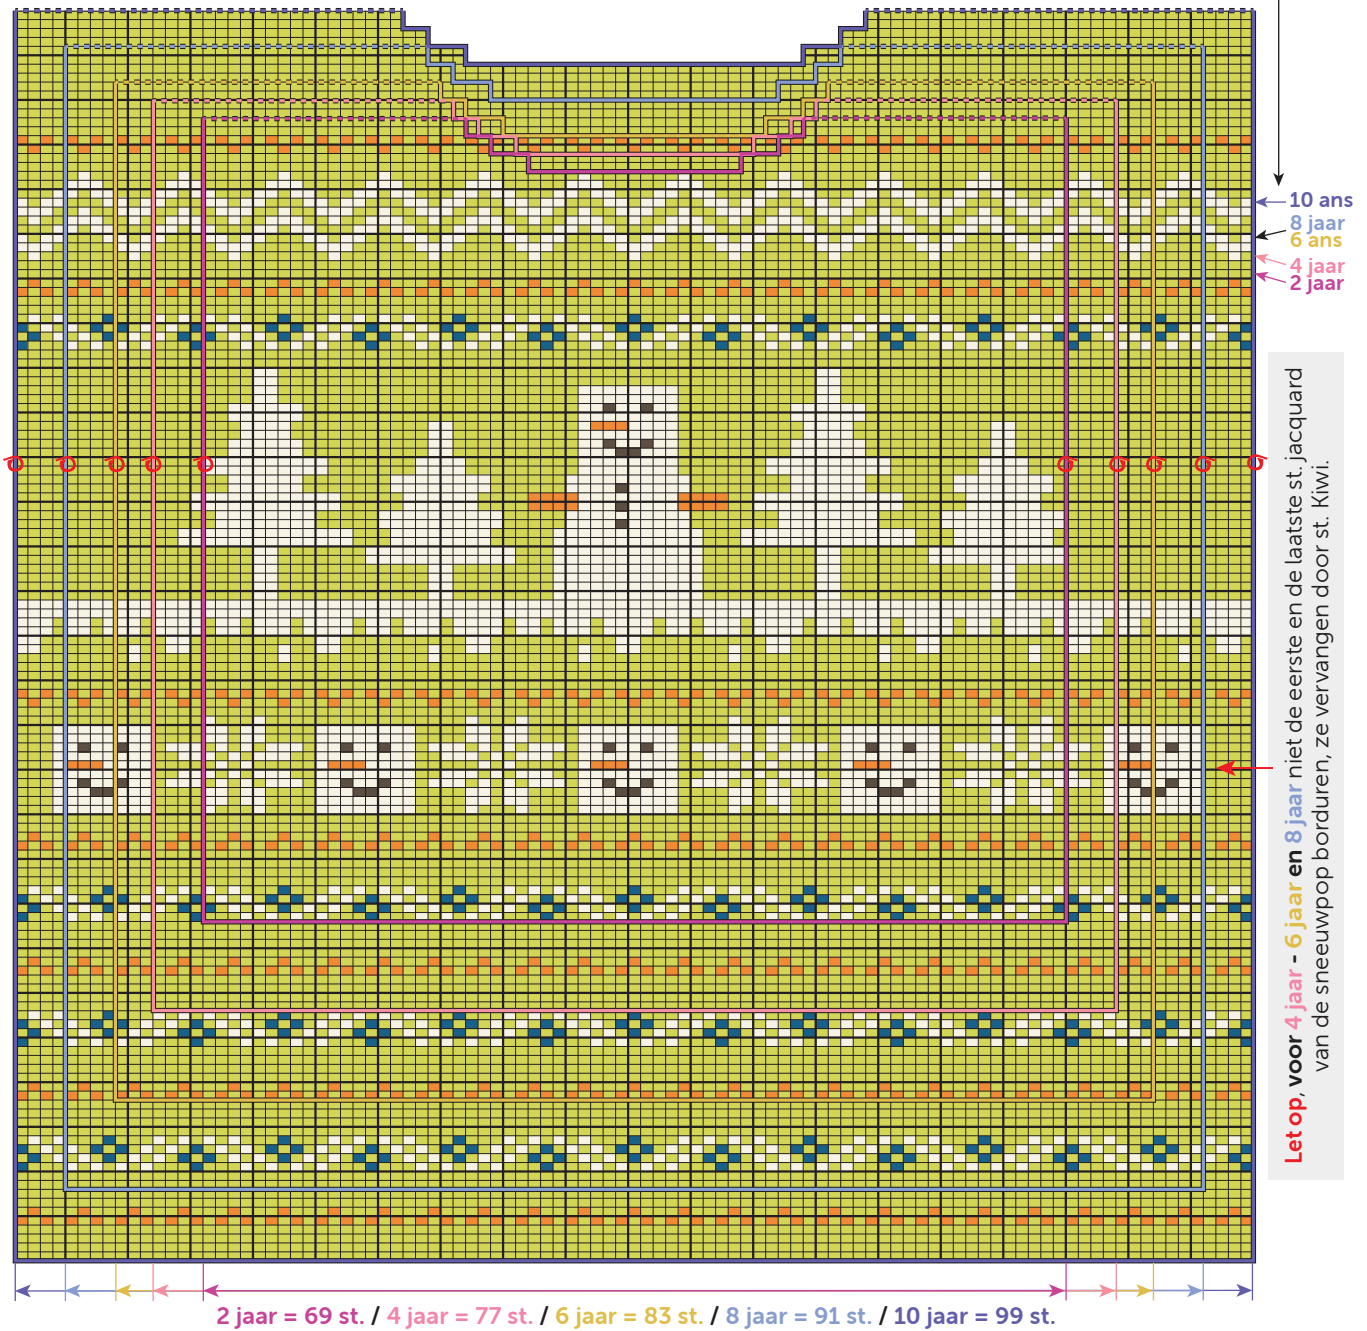 10 ans
8 jaar
6 ans
4 jaar
2 jaar
Let op, voor 4 jaar - 6 jaar en 8 jaar niet de eerste en de laatste st. jacquard
van de sneeuwpop borduren, ze vervangen door st. Kiwi.
2 jaar = 69 st. / 4 jaar = 77 st. / 6 jaar = 83 st. / 8 jaar = 91 st. / 10 jaar = 99 st.